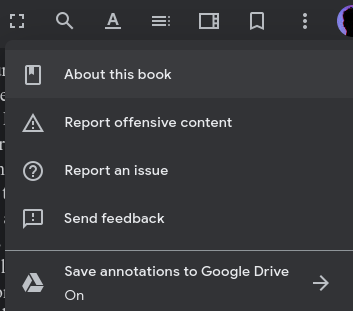 A
About this book
Report offensive content
Report an issue
Send feedback
Save annotations to Google Drive
On